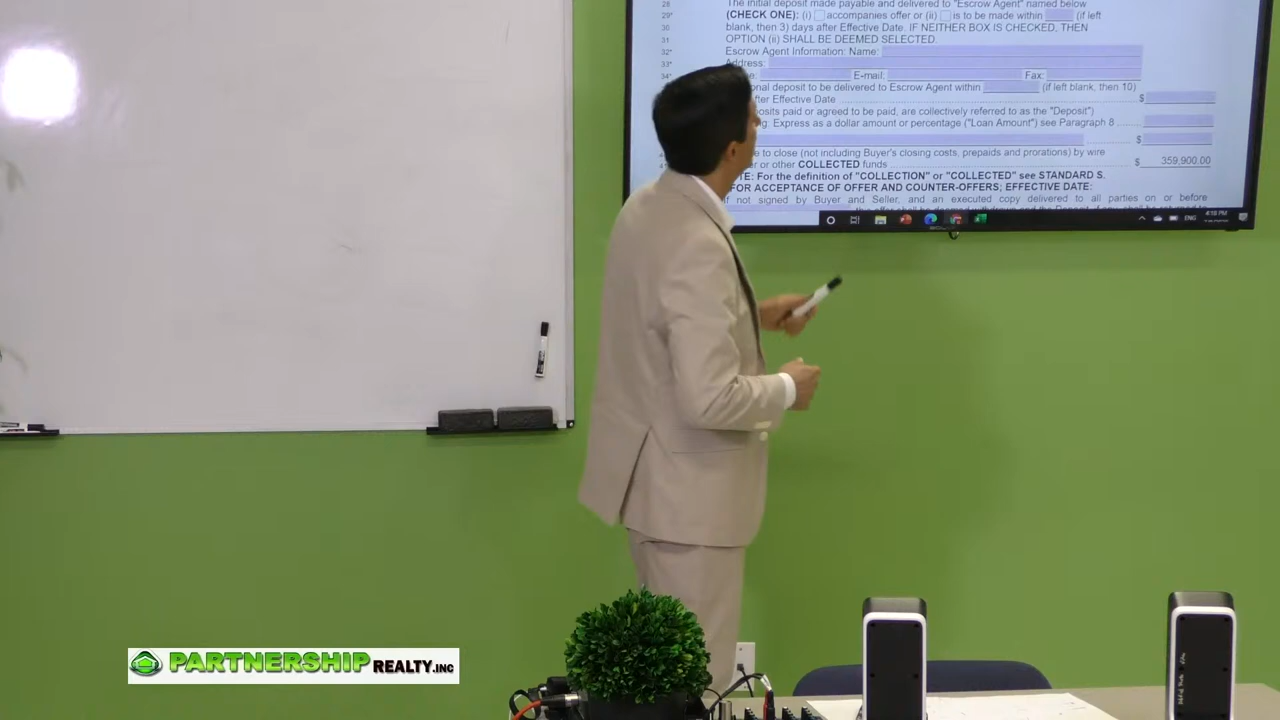 28 The initial deposit made payable and delivered to "Escrow Agent" named below
29* (CHECK ONE): (i) accompanies offer or (ii) is to be made within (if left
30 blank, then 3) days after Effective Date. IF NEITHER BOX IS CHECKED, THEN
31 OPTION (ii) SHALL BE DEEMED SELECTED.
32* Escrow Agent Information: Name:
33* Address:
34* E-mail: Fax:
onal deposit to be delivered to Escrow Agent within (if left blank, then 10)
fter Effective Date $
osits paid or agreed to be paid, are collectively referred to as the "Deposit")
g: Express as a dollar amount or percentage ("Loan Amount") see Paragraph 8
$
e to close (not including Buyer's closing costs, prepaids and prorations) by wire
r or other COLLECTED funds $ 359,900.00
TE: For the definition of "COLLECTION" or "COLLECTED" see STANDARD S.
FOR ACCEPTANCE OF OFFER AND COUNTER-OFFERS; EFFECTIVE DATE:
if not signed by Buyer and Seller, and an executed copy delivered to all parties on or before
ENG 4:10 PM
PARTNERSHIP REALTY.INC